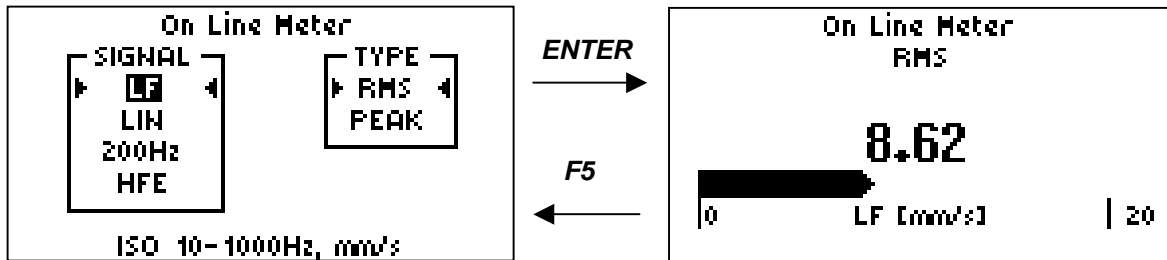 On Line Meter
SIGNAL
LF
LIN
200Hz
HFE
TYPE
RMS
PEAK
ISO 10-1000Hz, mm/s
ENTER
F5
On Line Meter
RMS
8.62
0 LF [mm/s] 20